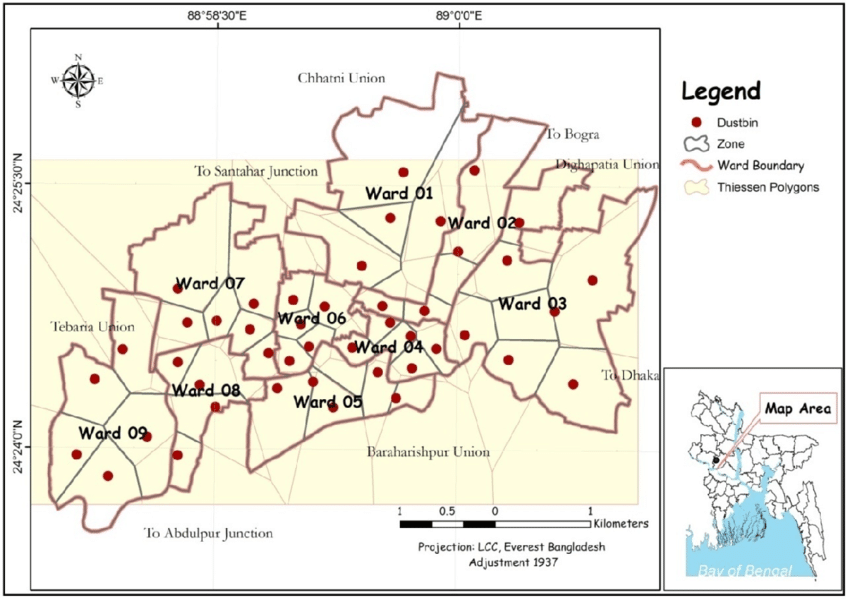 88°58'30"E
89°0'0"E
24°25'30"N
24°24'0"N
N
W
E
S
Chhatni Union
To Bogra
Dighapatia Union
To Santahar Junction
Ward 01
Ward 02
Ward 07
Ward 03
Ward 06
Tebaria Union
Ward 04
To Dhaka
Ward 08
Ward 05
Ward 09
Baraharishpur Union
To Abdulpur Junction
1 0.5 0 1
Kilometers
Projection: LCC, Everest Bangladesh
Adjustment 1937
Legend
Dustbin
Zone
Ward Boundary
Thiessen Polygons
Map Area
Bay of Bengal